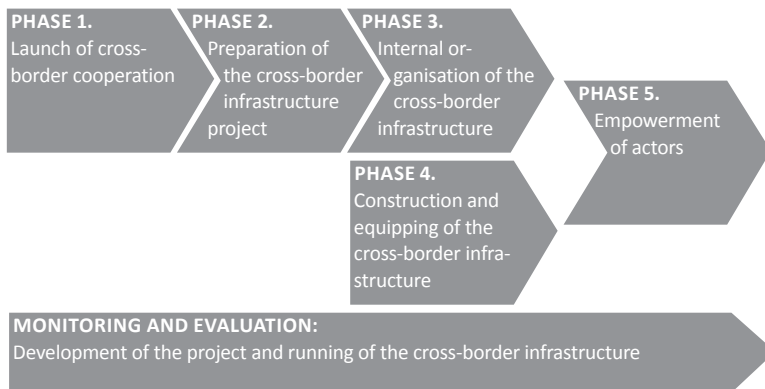 PHASE 1.
Launch of cross-
border cooperation
PHASE 2.
Preparation of
the cross-border
infrastructure
project
PHASE 3.
Internal or-
ganisation of the
cross-border
infrastructure
PHASE 4.
Construction and
equipping of the
cross-border infra-
structure
PHASE 5.
Empowerment
of actors
MONITORING AND EVALUATION:
Development of the project and running of the cross-border infrastructure